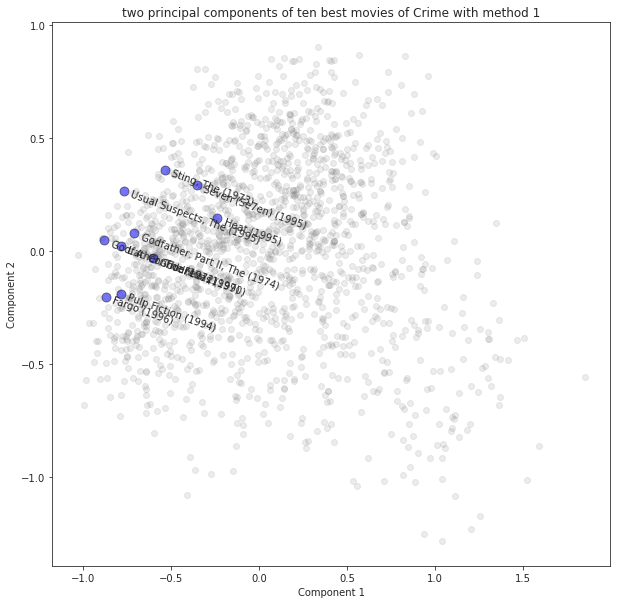 two principal components of ten best movies of Crime with method 1
1.0
0.5
0.0
−0.5
−1.0
Component 2
Sting, The (1973)
Seven (Se7en) (1995)
Usual Suspects, The (1995)
Heat (1995)
Godfather: Part II, The (1974)
Godfather,
Pulp Fiction (1994)
Fargo (1996)
−1.0
−0.5
0.0
0.5
1.0
1.5
Component 1